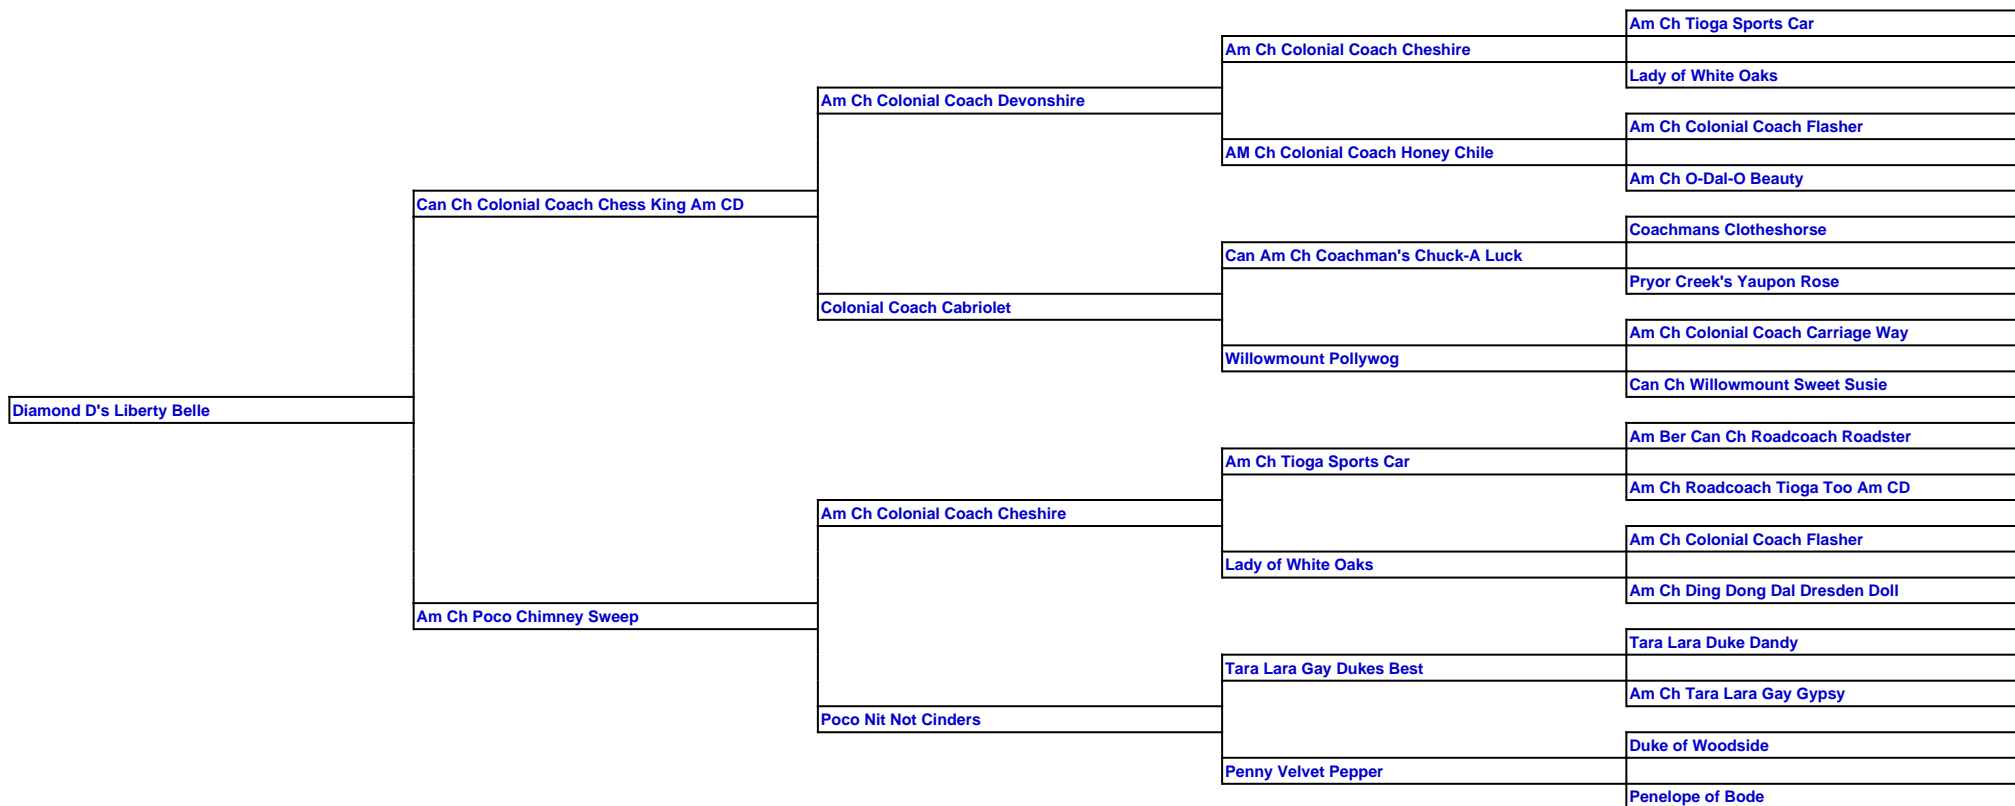 Am Ch Tioga Sports Car
Am Ch Colonial Coach Cheshire
Lady of White Oaks
Am Ch Colonial Coach Devonshire
Am Ch Colonial Coach Flasher
AM Ch Colonial Coach Honey Chile
Am Ch O-Dal-O Beauty
Can Ch Colonial Coach Chess King Am CD
Coachmans Clotheshorse
Can Am Ch Coachman's Chuck-A Luck
Pryor Creek's Yaupon Rose
Colonial Coach Cabriolet
Am Ch Colonial Coach Carriage Way
Willowmount Pollywog
Can Ch Willowmount Sweet Susie
Diamond D's Liberty Belle
Am Ber Can Ch Roadcoach Roadster
Am Ch Tioga Sports Car
Am Ch Roadcoach Tioga Too Am CD
Am Ch Colonial Coach Cheshire
Am Ch Colonial Coach Flasher
Lady of White Oaks
Am Ch Ding Dong Dal Dresden Doll
Am Ch Poco Chimney Sweep
Tara Lara Duke Dandy
Tara Lara Gay Dukes Best
Am Ch Tara Lara Gay Gypsy
Poco Nit Not Cinders
Duke of Woodside
Penny Velvet Pepper
Penelope of Bode